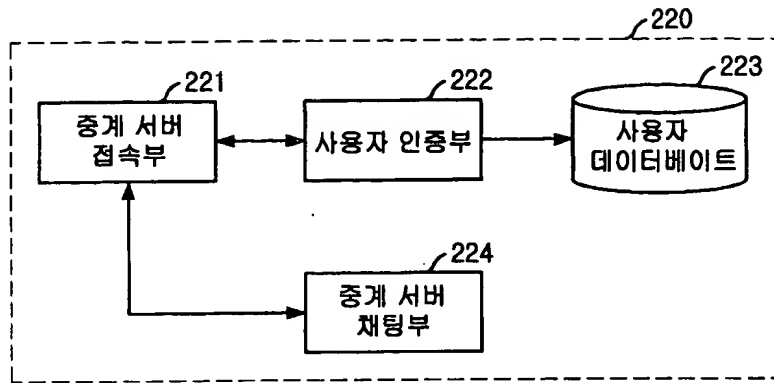 220
221
중계 서버
접속부
222
사용자 인증부
223
사용자
데이터베이트
224
중계 서버
채팅부